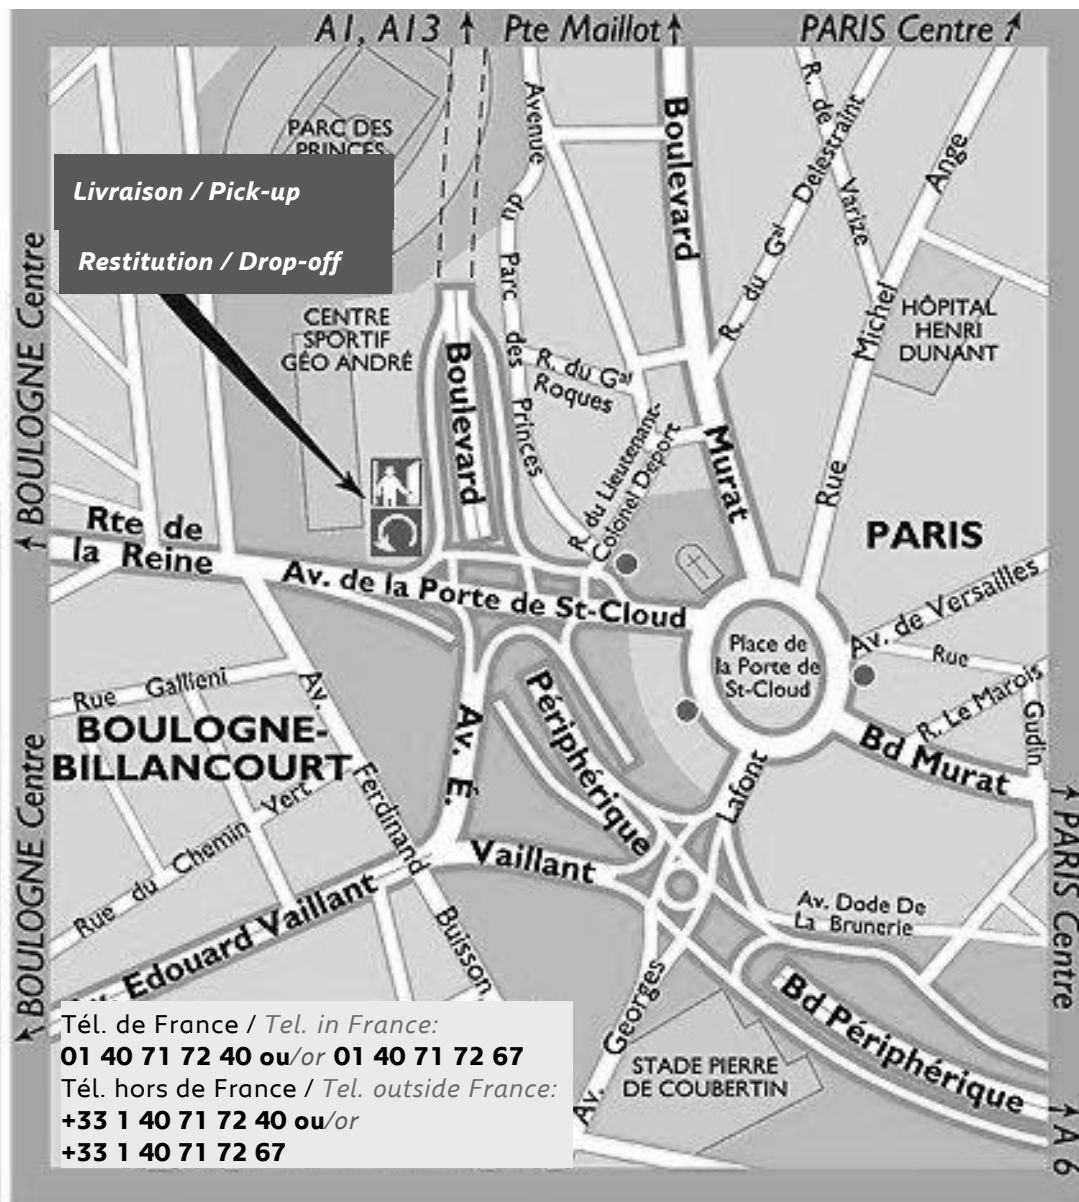 A1, A13
Pte Maillot
PARIS Centre
PARC DES
PRINCES
Livraison / Pick-up
Restitution / Drop-off
BOULOGNE Centre
CENTRE
SPORTIF
GÉO ANDRÉ
Boulevard
Avenue
du
Parc
des
Princes
R. du Gal
Roques
Boulevard
Murat
R. de
Varize
R. du Gal Delestraint
Rue Michel Ange
HÔPITAL
HENRI
DUNANT
R. du Lieutenant-
Colonel Deport
PARIS
Rte de
la Reine
Av. de la Porte de St-Cloud
Place de
la Porte de
St-Cloud
Av. de Versailles
Rue
Gudin
R. Le Marois
Bd Murat
Rue Gallieni
BOULOGNE-
BILLANCOURT
BOULOGNE Centre
Av.
Ferdinand
Buisson
Rue du Chemin Vert
Av. É.
Vaillant
Périphérique
Lafont
Av. Dode De
La Brunerie
PARIS Centre
Edouard Vaillant
Av. Georges
Bd Périphérique
STADE PIERRE
DE COUBERTIN
A 6
Tél. de France / Tel. in France:
01 40 71 72 40 ou/or 01 40 71 72 67
Tél. hors de France / Tel. outside France:
+33 1 40 71 72 40 ou/or
+33 1 40 71 72 67